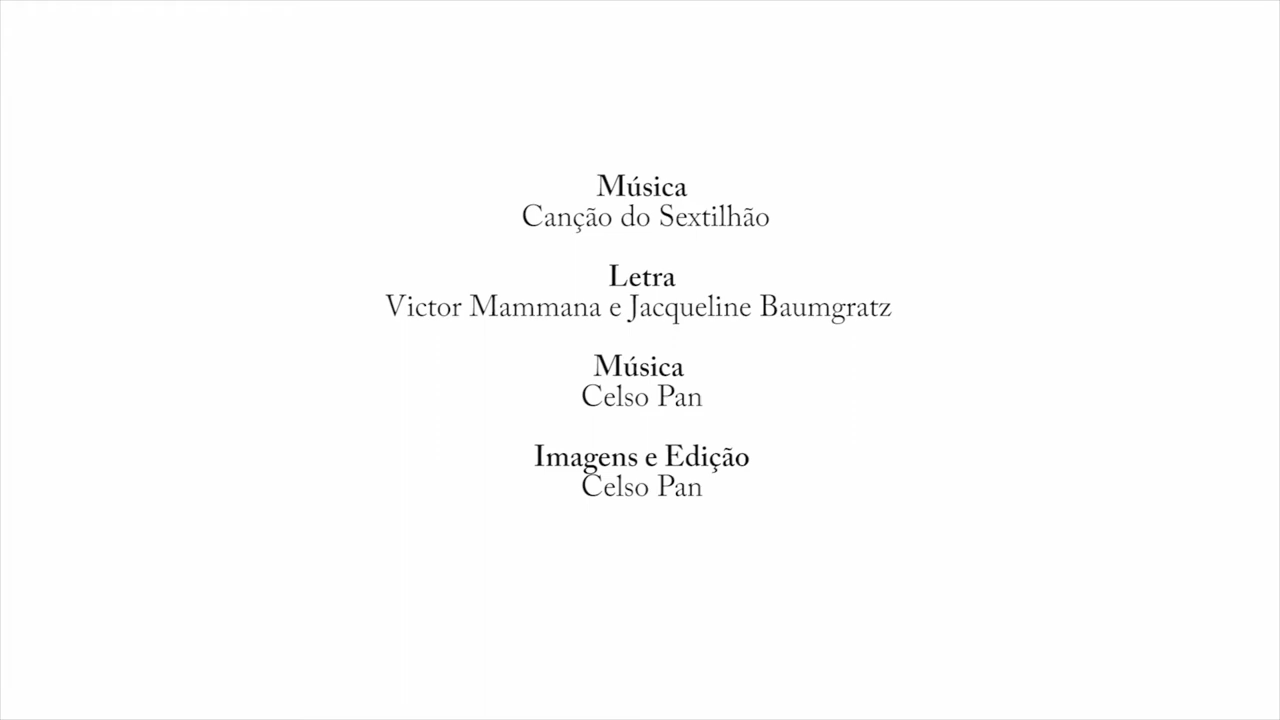 Música
Canção do Sextilhão
Letra
Victor Mammana e Jacqueline Baumgratz
Música
Celso Pan
Imagens e Edição
Celso Pan